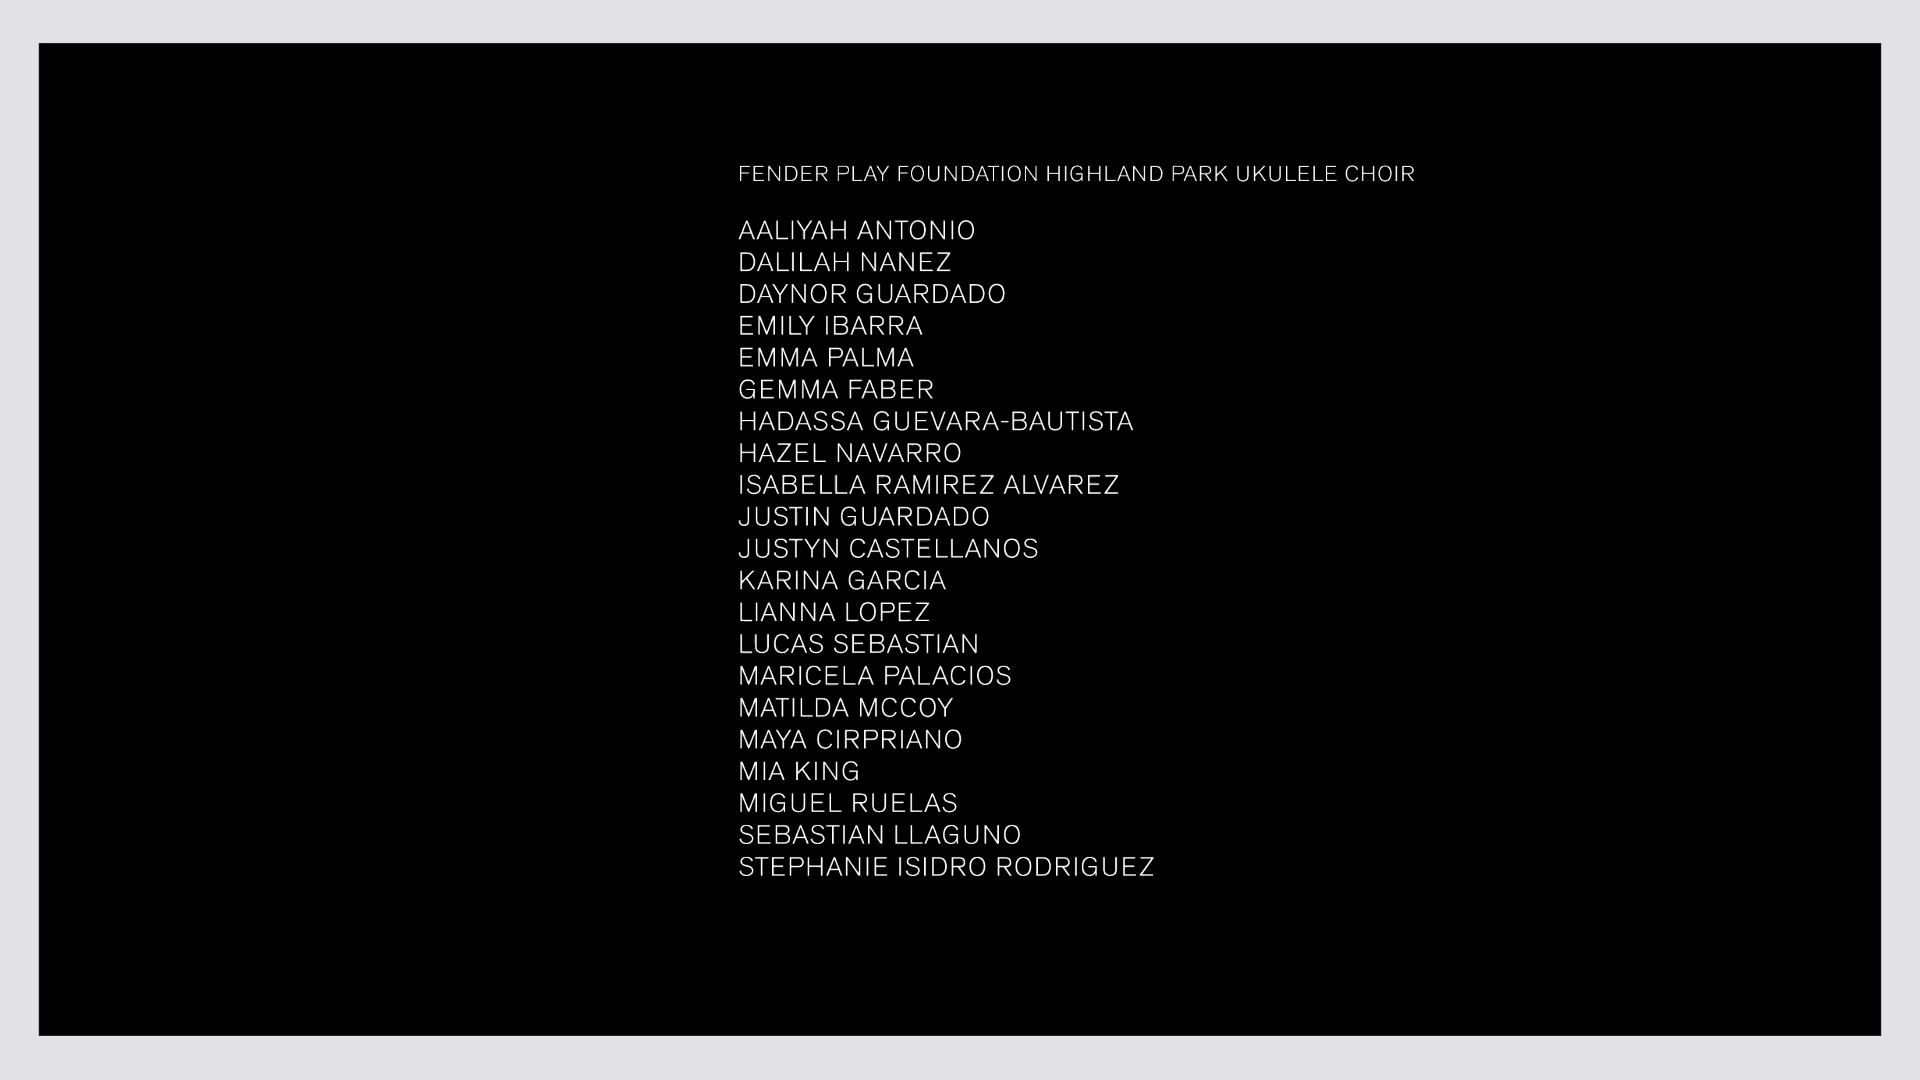 FENDER PLAY FOUNDATION HIGHLAND PARK UKULELE CHOIR
AALIYAH ANTONIO
DALILAH NANEZ
DAYNOR GUARDADO
EMILY IBARRA
EMMA PALMA
GEMMA FABER
HADASSA GUEVARA-BAUTISTA
HAZEL NAVARRO
ISABELLA RAMIREZ ALVAREZ
JUSTIN GUARDADO
JUSTYN CASTELLANOS
KARINA GARCIA
LIANNA LOPEZ
LUCAS SEBASTIAN
MARICELA PALACIOS
MATILDA MCCOY
MAYA CIRPRIANO
MIA KING
MIGUEL RUELAS
SEBASTIAN LLAGUNO
STEPHANIE ISIDRO RODRIGUEZ